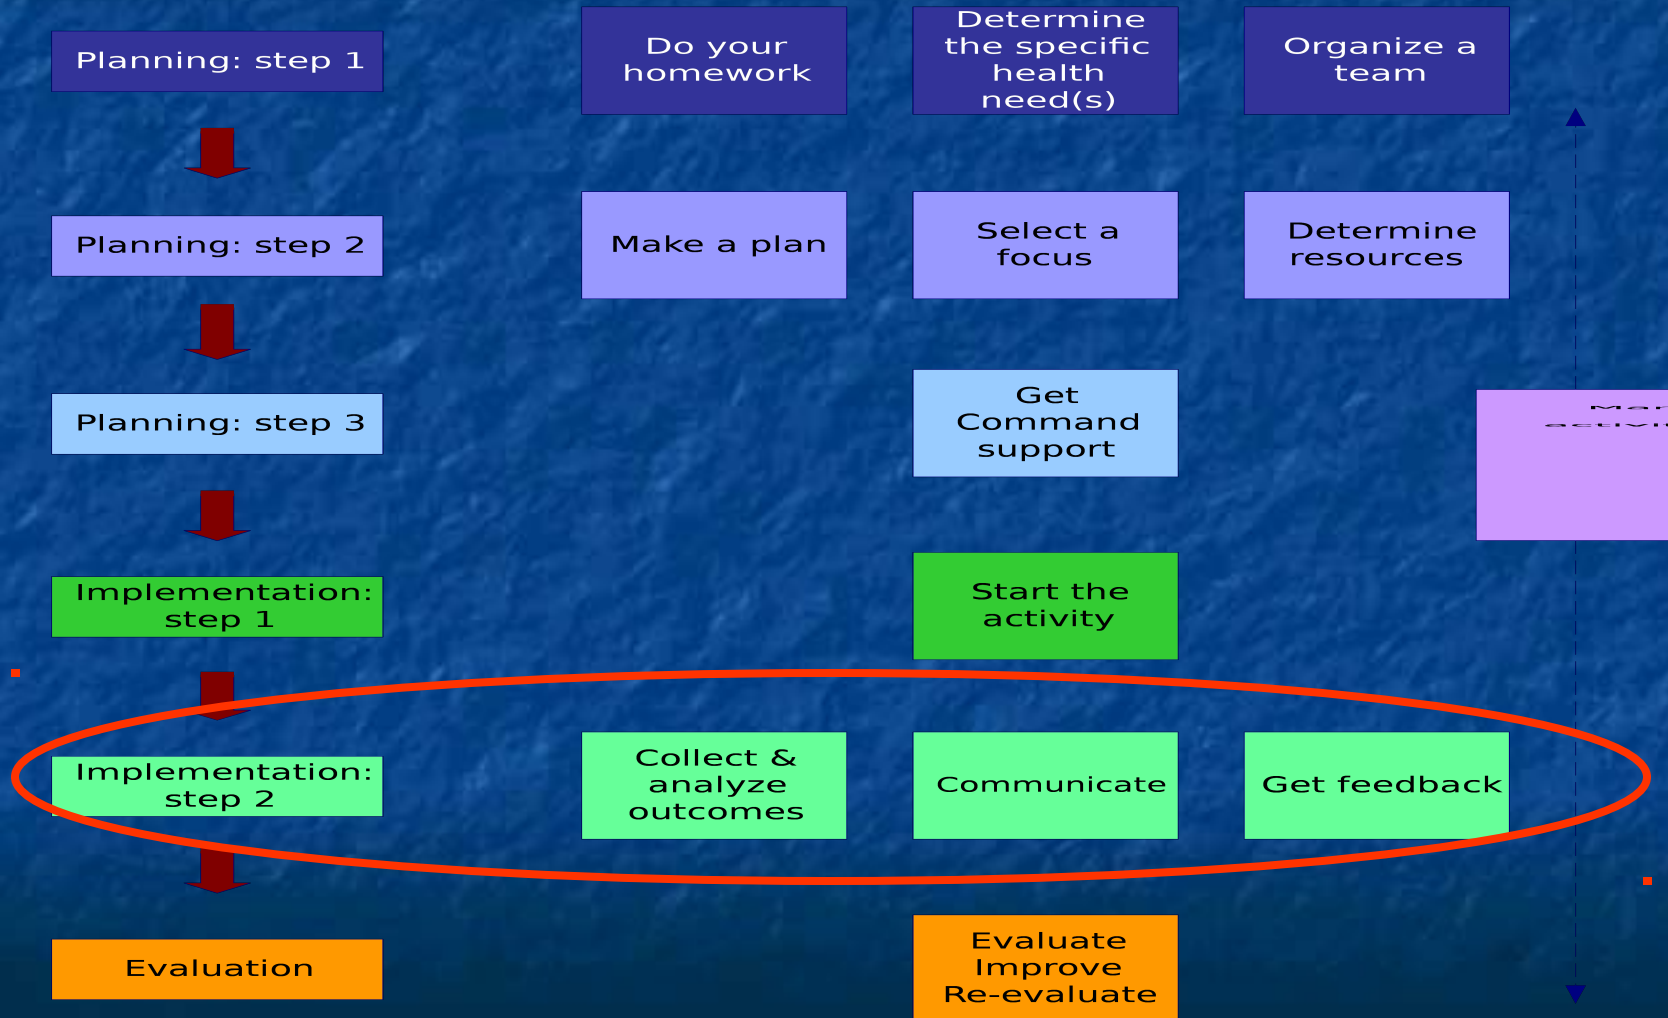 Planning: step 1
Do your
homework
Determine
the specific
health
need(s)
Organize a
team
Planning: step 2
Make a plan
Select a
focus
Determine
resources
Planning: step 3
Get
Command
support
Implementation:
step 1
Start the
activity
Implementation:
step 2
Collect &
analyze
outcomes
Communicate
Get feedback
Evaluation
Evaluate
Improve
Re-evaluate